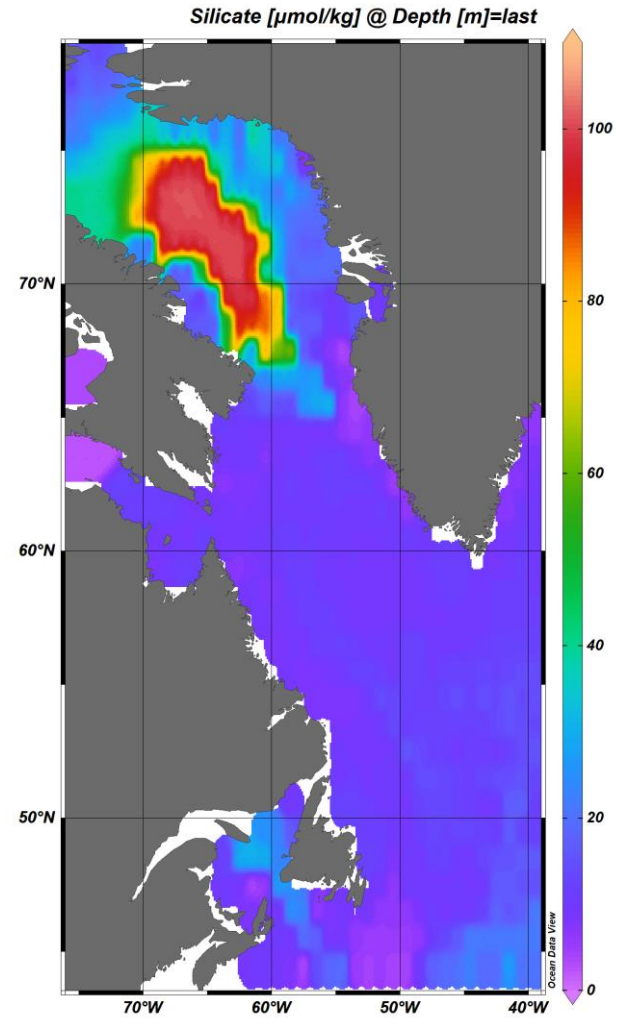 Silicate [μmol/kg] @ Depth [m]=last
100
70°N
80
60
60°N
40
50°N
20
Ocean Data View
0
70°W
60°W
50°W
40°W